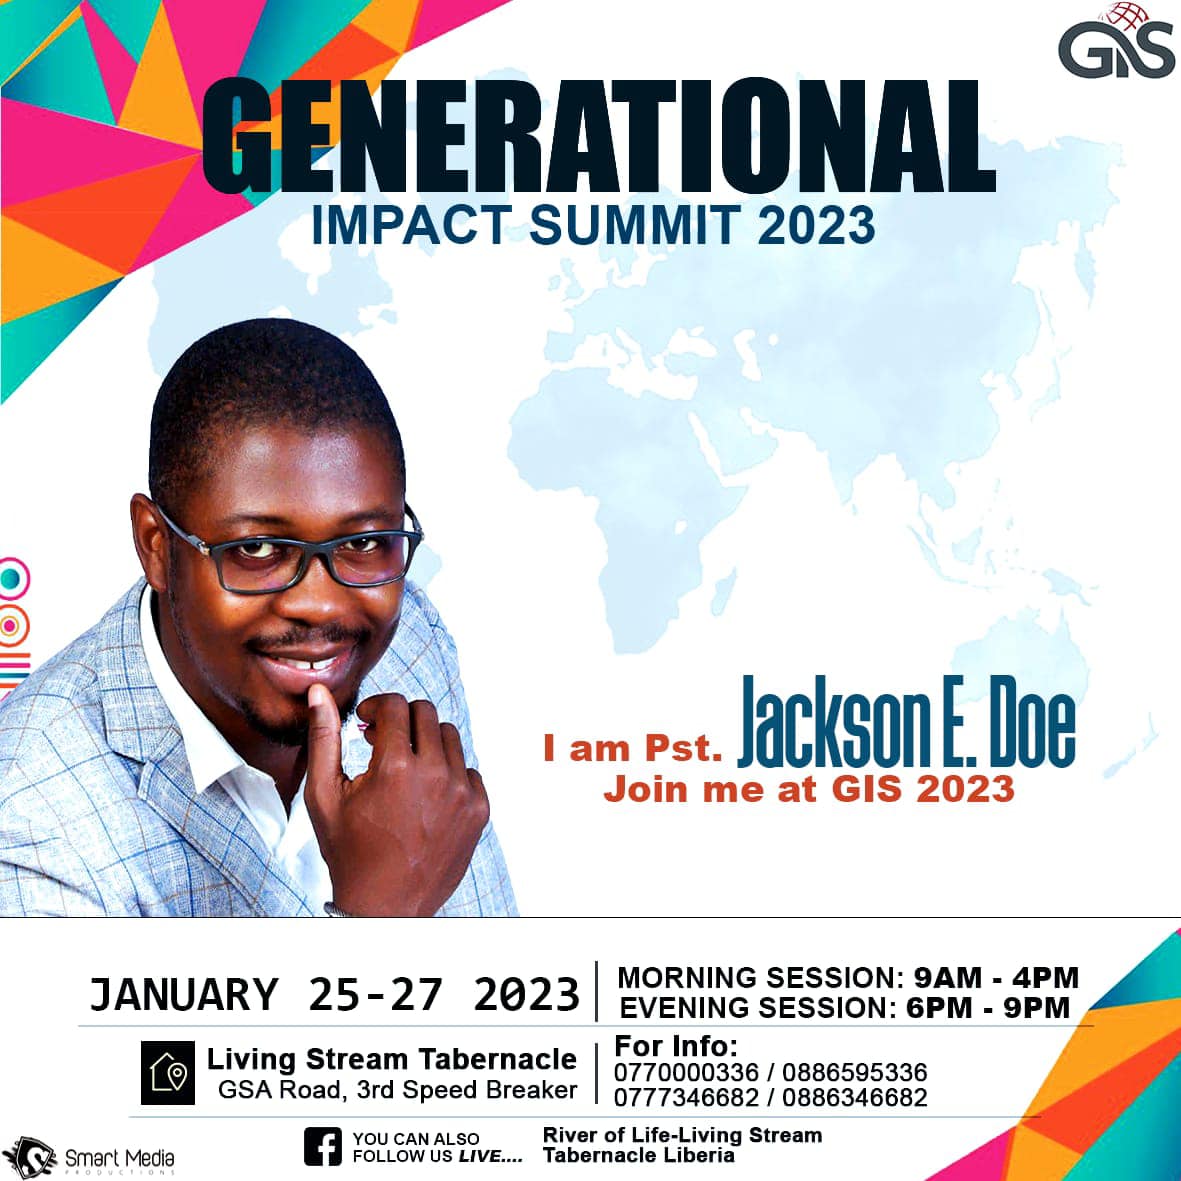 GIS
GENERATIONAL
IMPACT SUMMIT 2023
I am Pst. Jackson E. Doe
Join me at GIS 2023
JANUARY 25-27 2023
MORNING SESSION: 9AM - 4PM
EVENING SESSION: 6PM - 9PM
Living Stream Tabernacle
GSA Road, 3rd Speed Breaker
For Info:
0770000336 / 0886595336
0777346682 / 0886346682
YOU CAN ALSO
FOLLOW US LIVE....
River of Life-Living Stream
Tabernacle Liberia
Smart Media
PRODUCTIONS